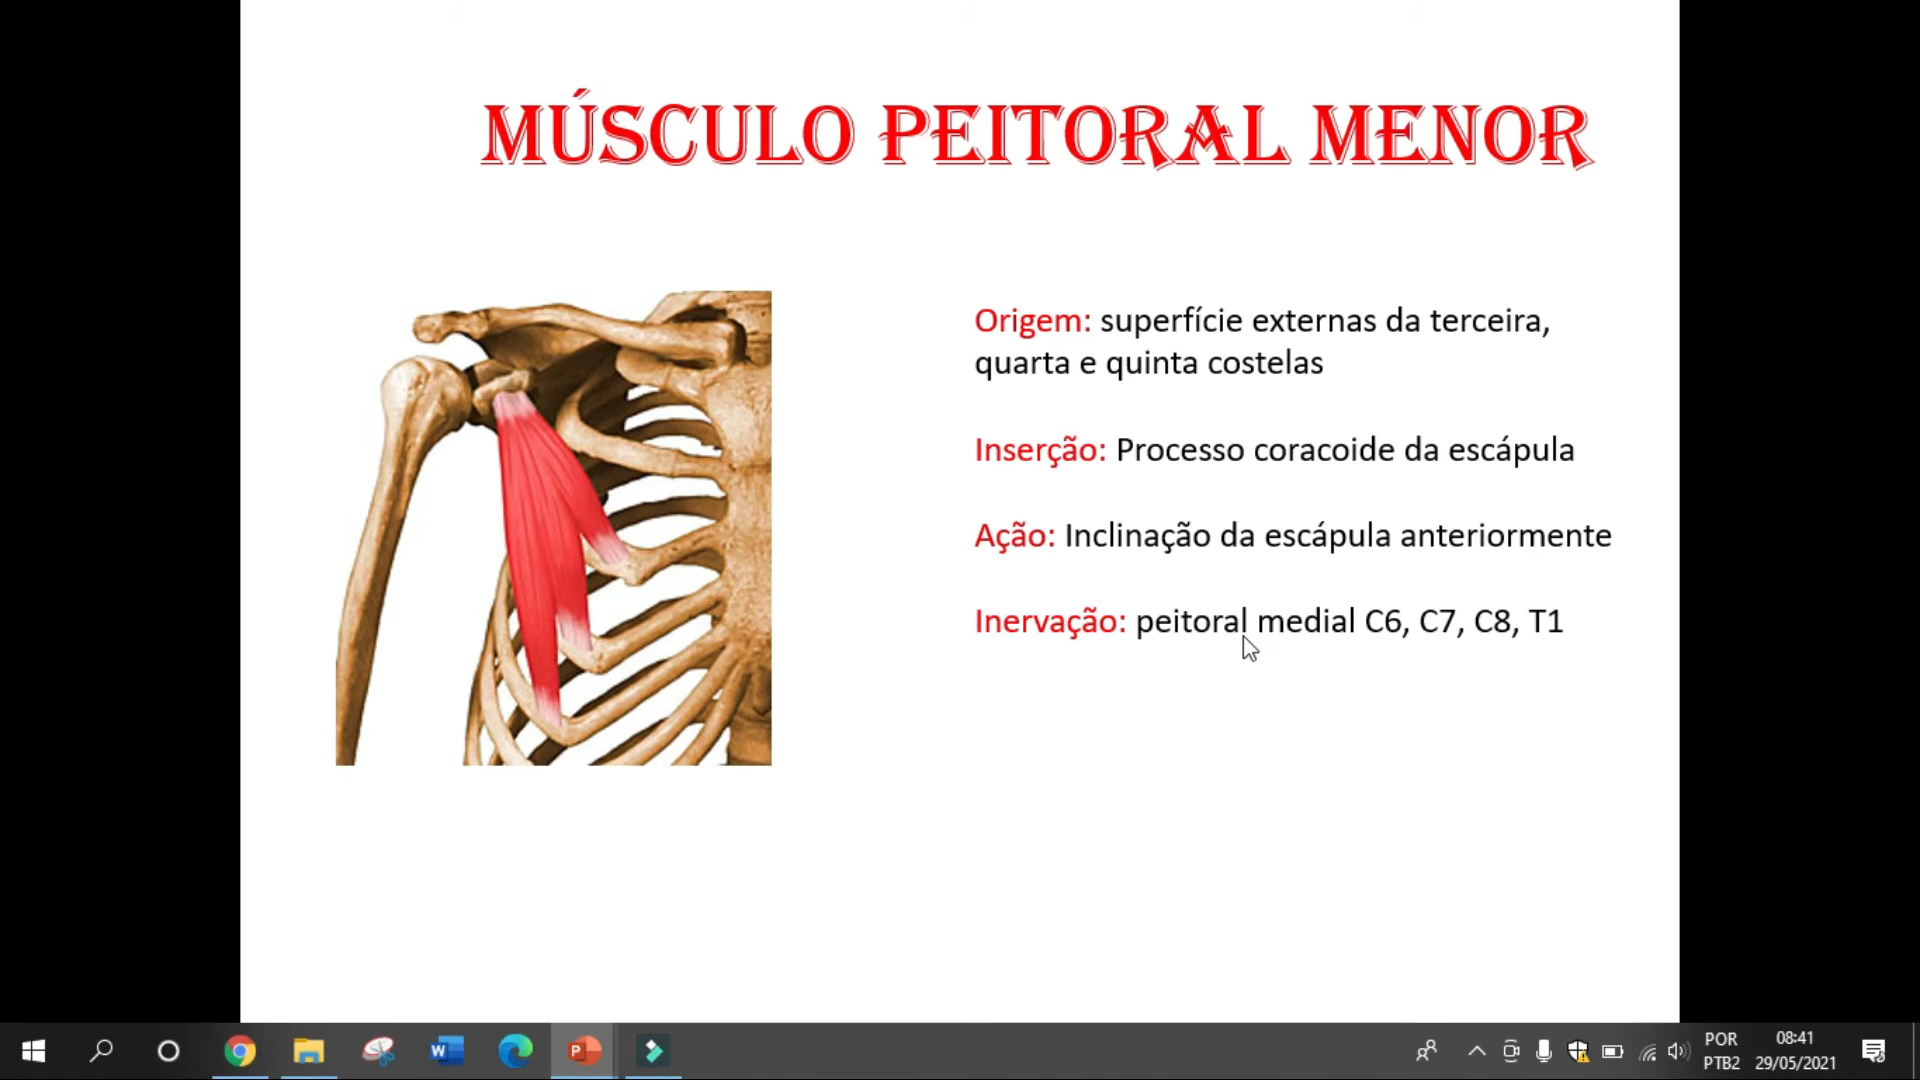 MÚSCULO PEITORAL MENOR
Origem: superfície externas da terceira,
quarta e quinta costelas
Inserção: Processo coracoide da escápula
Ação: Inclinação da escápula anteriormente
Inervação: peitoral medial C6, C7, C8, T1
POR
PTB2
08:41
29/05/2021